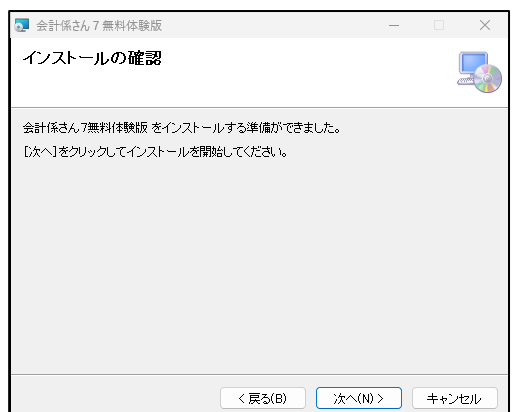 会計係さん 7 無料体験版
インストールの確認
会計係さん7無料体験版 をインストールする準備ができました。
[次へ]をクリックしてインストールを開始してください。
< 戻る(B)
次へ(N) >
キャンセル